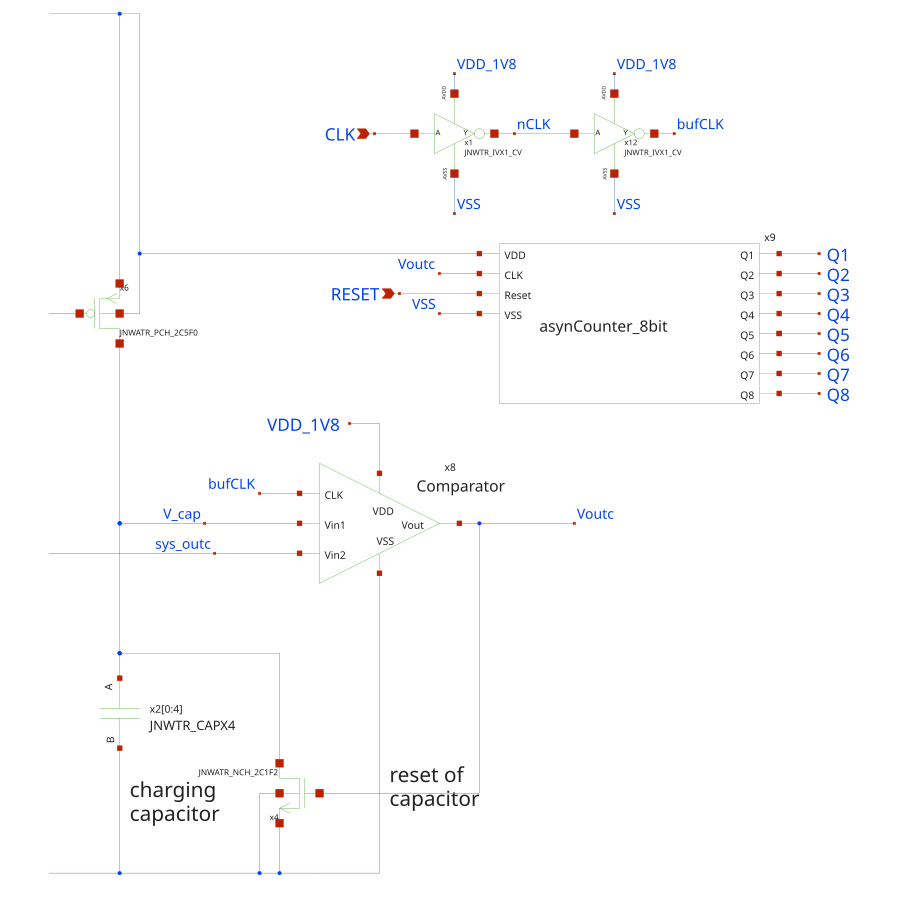 VDD_1V8
VDD_1V8
AVDD
AVDD
CLK
A
Y
nCLK
A
Y
bufCLK
x1
x12
JNWTR_IVX1_CV
JNWTR_IVX1_CV
AVSS
AVSS
VSS
VSS
x9
VDD
Q1
Q1
Voutc
CLK
Q2
Q2
RESET
Reset
Q3
Q3
VSS
VSS
Q4
Q4
asynCounter_8bit
Q5
Q5
Q6
Q6
Q7
Q7
Q8
Q8
x6
JNWATR_PCH_2C5F0
VDD_1V8
x8
Comparator
bufCLK
CLK
VDD
V_cap
Vin1
Vout
Voutc
sys_outc
Vin2
VSS
A
x2[0:4]
JNWTR_CAPX4
B
JNWATR_NCH_2C1F2
x4
charging
capacitor
reset of
capacitor